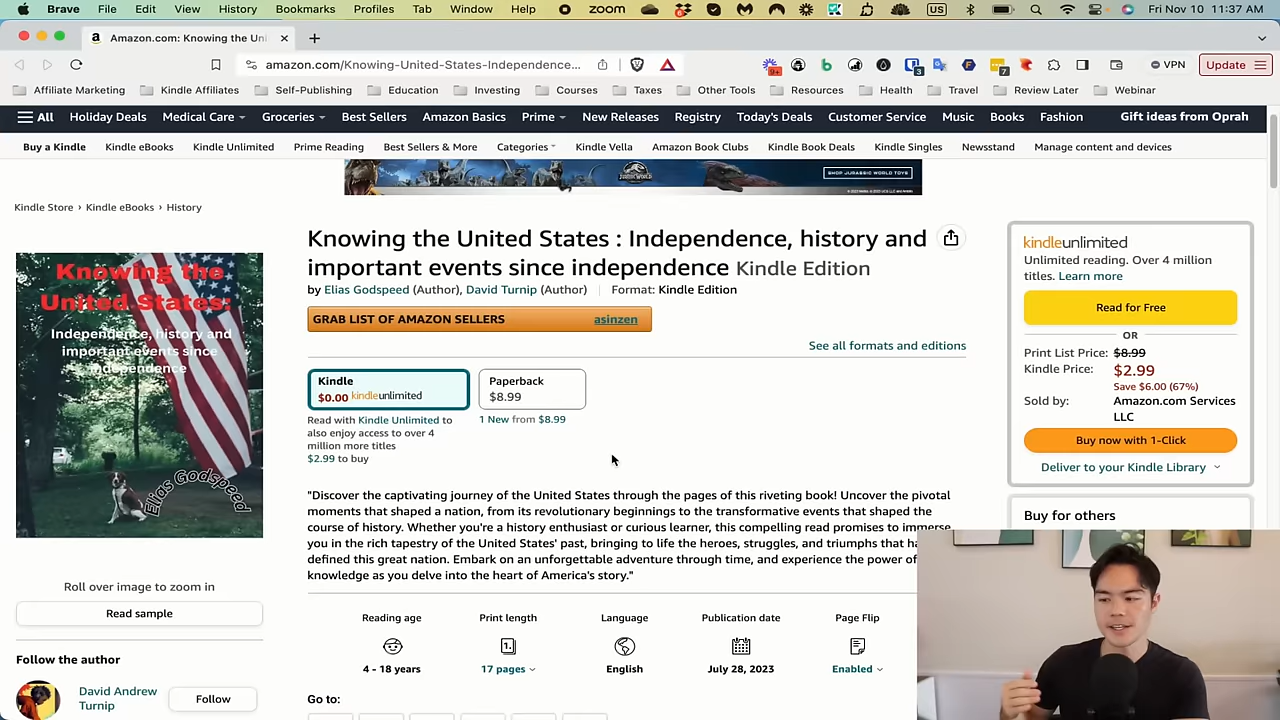 Brave File Edit View History Bookmarks Profiles Tab Window Help zoom US Fri Nov 10 11:37 AM
Amazon.com: Knowing the Uni
amazon.com/Knowing-United-States-Independence... 9+ 3 7 VPN Update
Affiliate Marketing Kindle Affiliates Self-Publishing Education Investing Courses Taxes Other Tools Resources Health Travel Review Later Webinar
All Holiday Deals Medical Care Groceries Best Sellers Amazon Basics Prime New Releases Registry Today's Deals Customer Service Music Books Fashion Gift ideas from Oprah
Buy a Kindle Kindle eBooks Kindle Unlimited Prime Reading Best Sellers & More Categories Kindle Vella Amazon Book Clubs Kindle Book Deals Kindle Singles Newsstand Manage content and devices
SHOP JURASSIC WORLD TOYS
Kindle Store › Kindle eBooks › History
Knowing the
United States:
Independence, history and
important events since
independence
Elias Godspeed
Roll over image to zoom in
Read sample
Follow the author
David Andrew
Turnip
Follow
Knowing the United States : Independence, history and
important events since independence Kindle Edition
by Elias Godspeed (Author), David Turnip (Author) Format: Kindle Edition
GRAB LIST OF AMAZON SELLERS asinzen
See all formats and editions
Kindle
$0.00 kindleunlimited
Read with Kindle Unlimited to
also enjoy access to over 4
million more titles
$2.99 to buy
Paperback
$8.99
1 New from $8.99
"Discover the captivating journey of the United States through the pages of this riveting book! Uncover the pivotal
moments that shaped a nation, from its revolutionary beginnings to the transformative events that shaped the
course of history. Whether you're a history enthusiast or curious learner, this compelling read promises to immerse
you in the rich tapestry of the United States' past, bringing to life the heroes, struggles, and triumphs that ha
defined this great nation. Embark on an unforgettable adventure through time, and experience the power of
knowledge as you delve into the heart of America's story."
Reading age
4 - 18 years
Print length
17 pages
Language
English
Publication date
July 28, 2023
Page Flip
Enabled
Go to:
kindleunlimited
Unlimited reading. Over 4 million
titles. Learn more
Read for Free
OR
Print List Price: $8.99
Kindle Price: $2.99
Save $6.00 (67%)
Sold by: Amazon.com Services
LLC
Buy now with 1-Click
Deliver to your Kindle Library
Buy for others